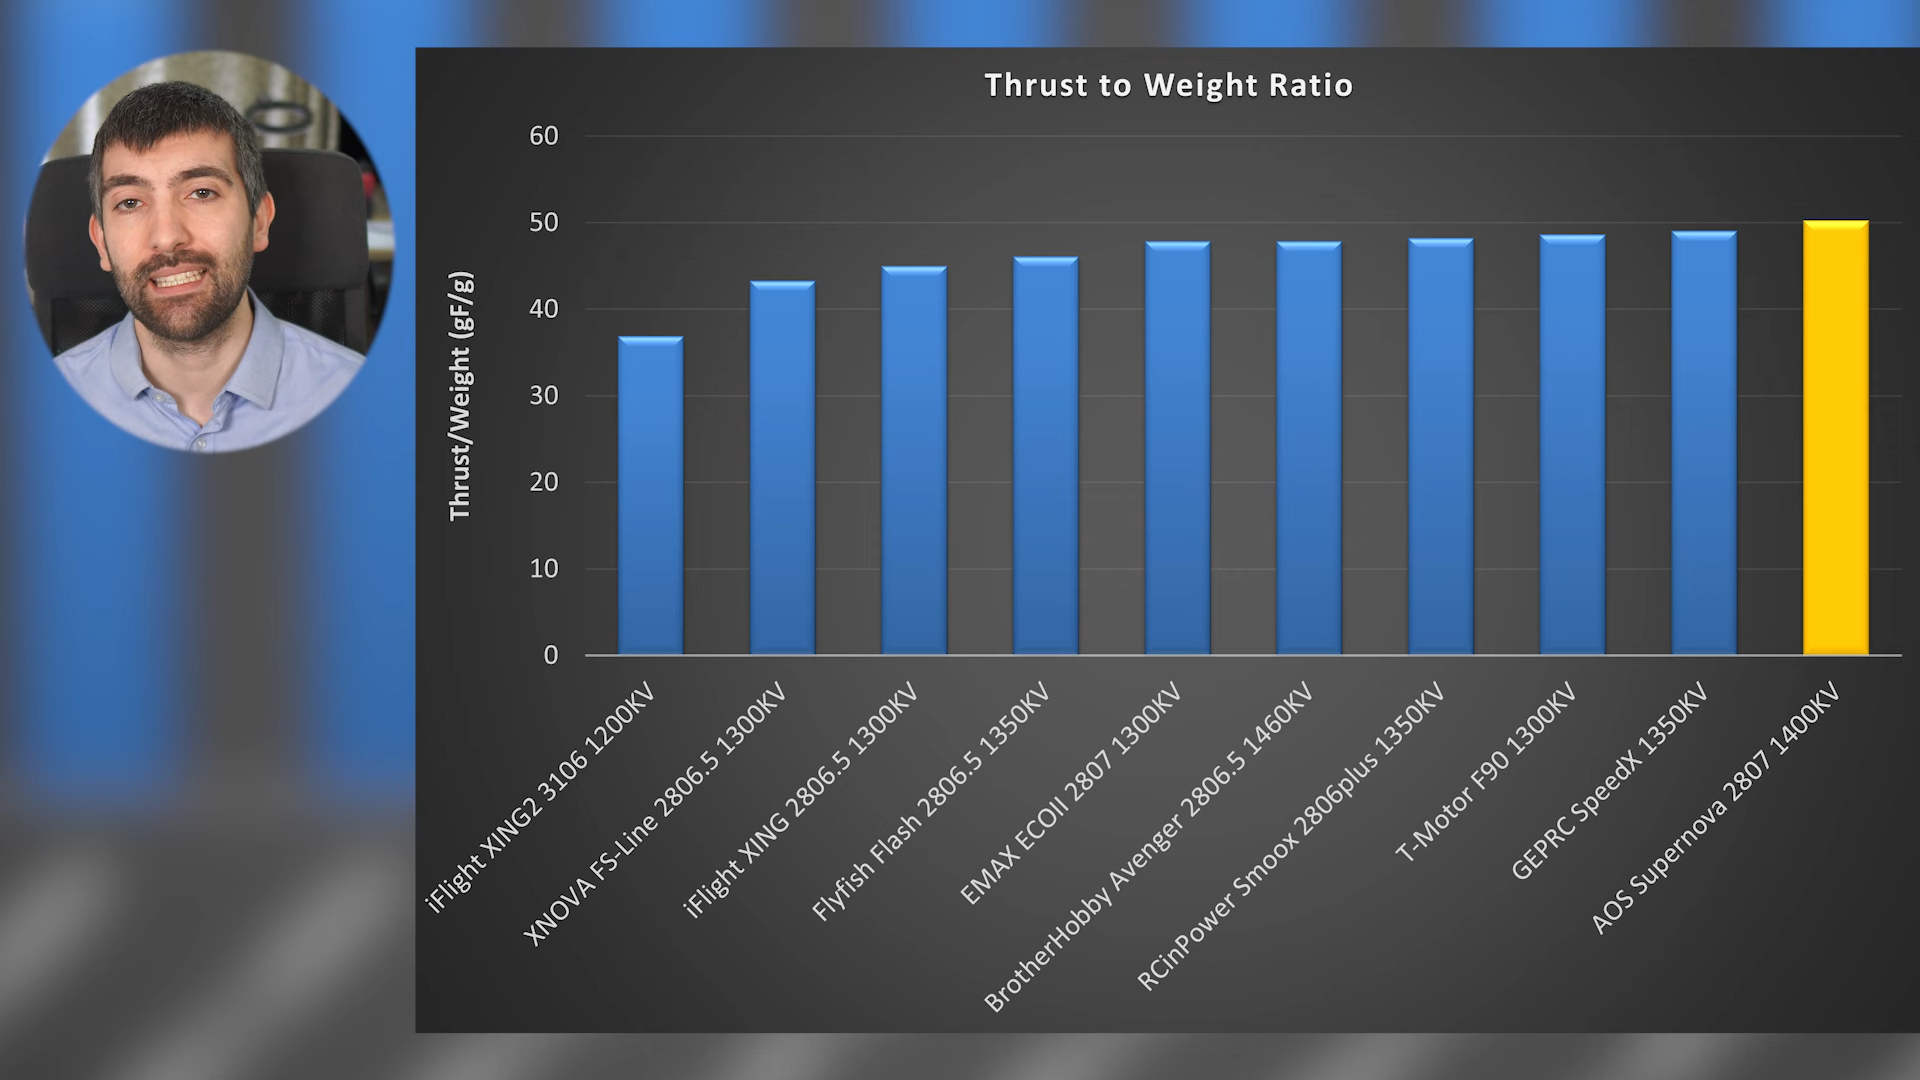 Thrust to Weight Ratio
Thrust/Weight (gF/g)
60
50
40
30
20
10
0
iFlight XING2 3106 1200KV
XNOVA FS-Line 2806.5 1300KV
iFlight XING 2806.5 1300KV
Flyfish Flash 2806.5 1350KV
EMAX ECOII 2807 1300KV
BrotherHobby Avenger 2806.5 1460KV
RCinPower Smoox 2806plus 1350KV
T-Motor F90 1300KV
GEPRC SpeedX 1350KV
AOS Supernova 2807 1400KV